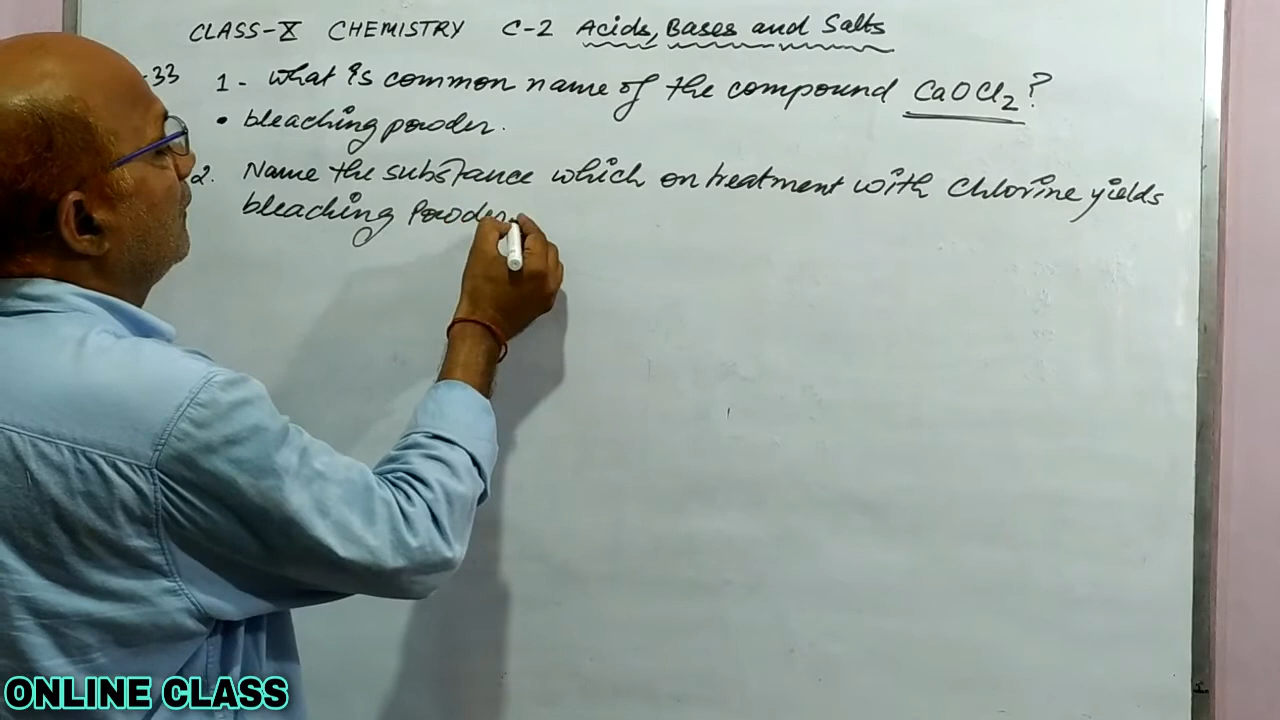 CLASS-X CHEMISTRY C-2 Acids, Bases and Salts
-33 1- What is common name of the compound CaOCl2?
• bleaching powder.
2. Name the substance which on treatment with chlorine yields
bleaching Powder
ONLINE CLASS